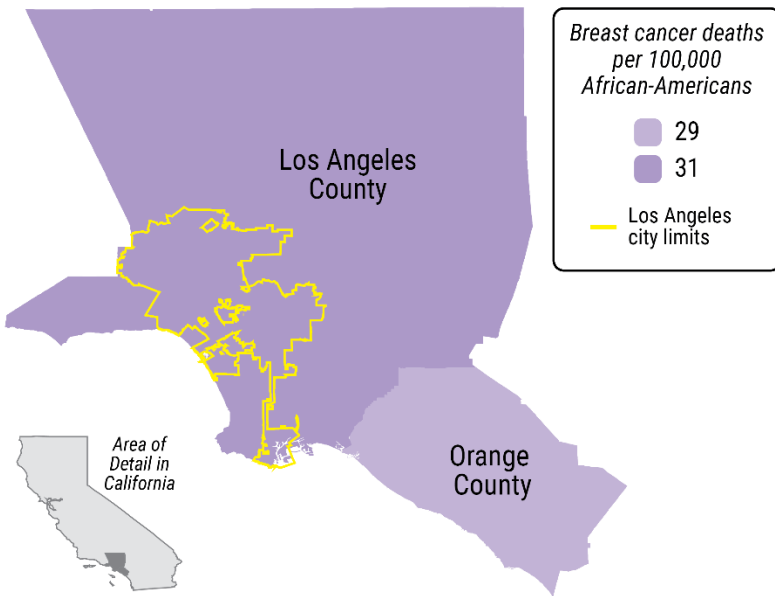 Breast cancer deaths
per 100,000
African-Americans
29
31
Los Angeles
city limits
Los Angeles
County
Orange
County
Area of
Detail in
California